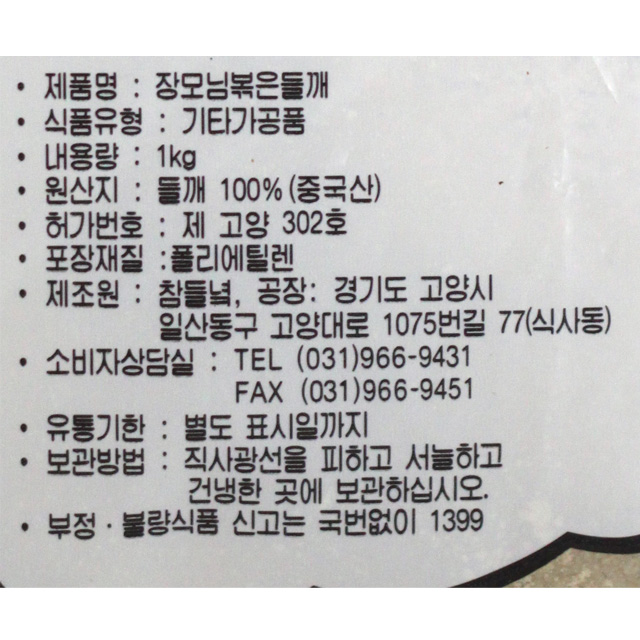 • 제품명 : 장모님볶은들깨
• 식품유형 : 기타가공품
• 내용량 : 1kg
• 원산지 : 들깨 100%(중국산)
• 허가번호 : 제 고양 302호
• 포장재질 :폴리에틸렌
• 제조원 : 참들녘, 공장: 경기도 고양시
일산동구 고양대로 1075번길 77(식사동)
• 소비자상담실 : TEL (031)966-9431
FAX (031)966-9451
• 유통기한 : 별도 표시일까지
• 보관방법 : 직사광선을 피하고 서늘하고
건냉한 곳에 보관하십시오.
• 부정·불량식품 신고는 국번없이 1399